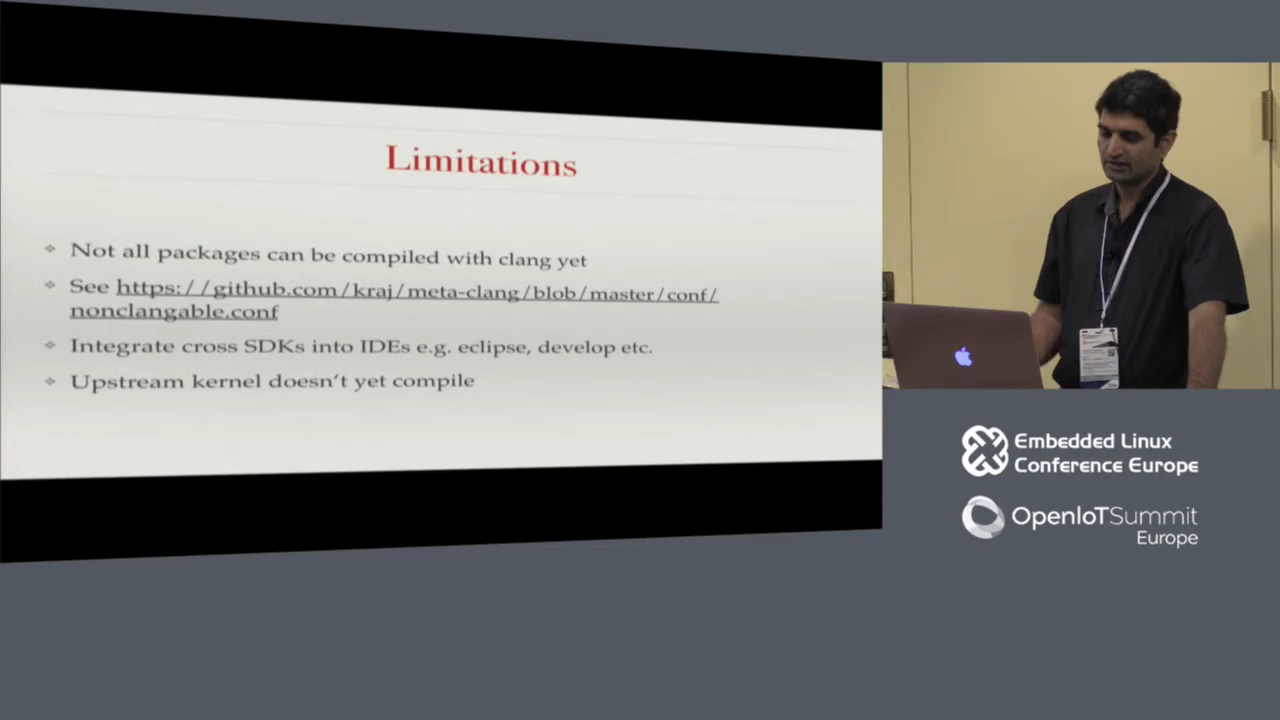 Limitations
Not all packages can be compiled with clang yet
See https://github.com/kraj/meta-clang/blob/master/conf/
nonclangable.conf
Integrate cross SDKs into IDEs e.g. eclipse, develop etc.
Upstream kernel doesn't yet compile
Embedded Linux
Conference Europe
OpenIoTSummit
Europe